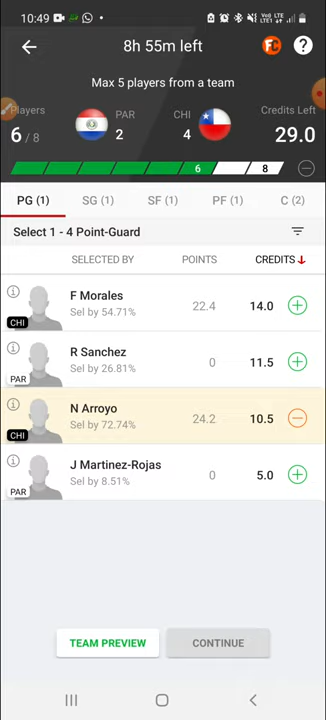 10:49
VoD LTE
LTE1
8h 55m left
FC
?
Max 5 players from a team
Players
6 / 8
PAR
2
CHI
4
Credits Left
29.0
6
8
PG (1)
SG (1)
SF (1)
PF (1)
C (2)
Select 1 - 4 Point-Guard
SELECTED BY
POINTS
CREDITS
F Morales
Sel by 54.71%
CHI
22.4
14.0
R Sanchez
Sel by 26.81%
PAR
0
11.5
N Arroyo
Sel by 72.74%
CHI
24.2
10.5
J Martinez-Rojas
Sel by 8.51%
PAR
0
5.0
TEAM PREVIEW
CONTINUE